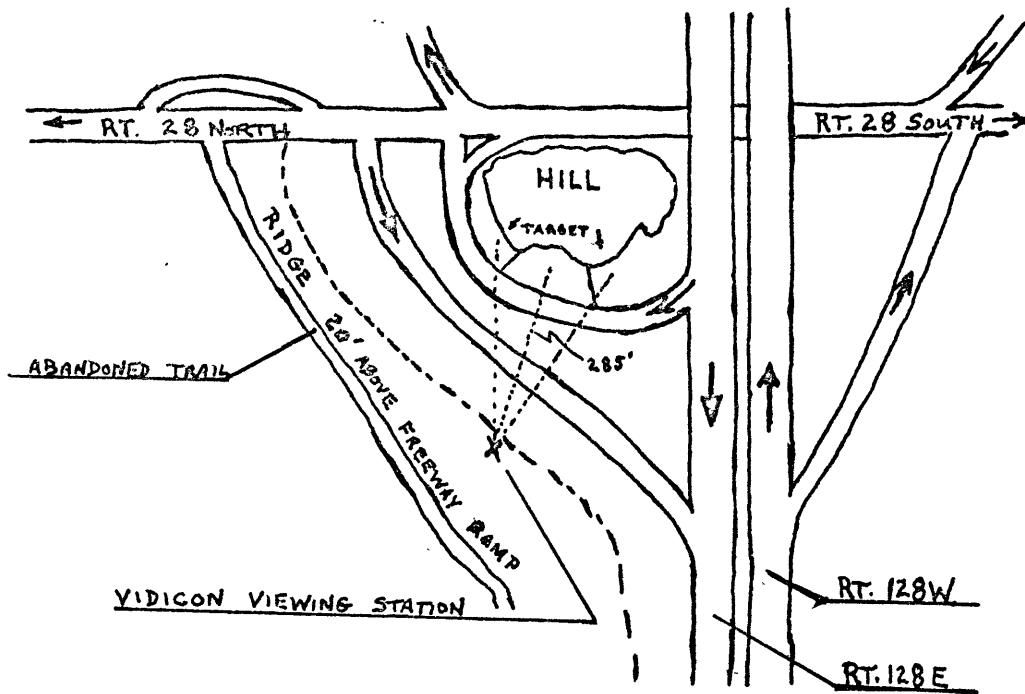 RT. 28 NORTH
RT. 28 SOUTH
HILL
TARGET
285'
RIDGE 20' ABOVE FREEWAY RAMP
ABANDONED TRAIL
VIDICON VIEWING STATION
RT. 128W
RT. 128E